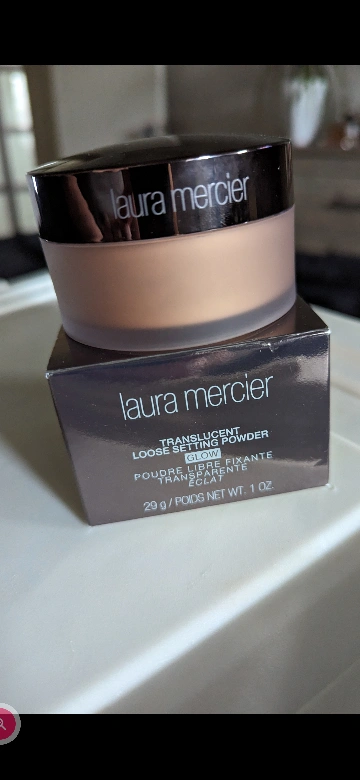 laura mercier
laura mercier
TRANSLUCENT
LOOSE SETTING POWDER
GLOW
POUDRE LIBRE FIXANTE
TRANSPARENTE
ÉCLAT
29 g / POIDS NET WT. 1 OZ.